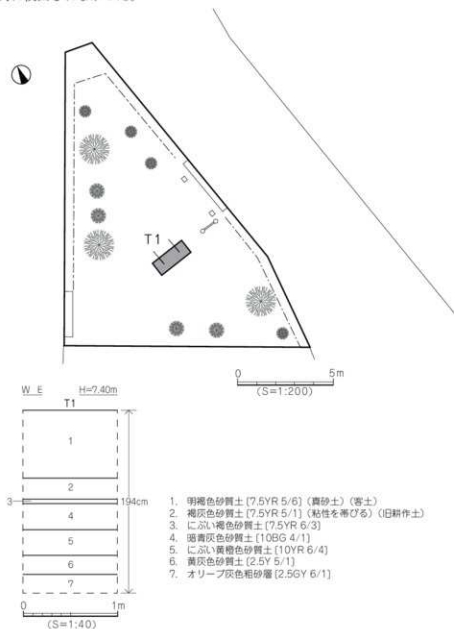 T1
0 5m
(S=1:200)
W E H=7.40m
T1
1
2
3
194cm
4
5
6
7
0 1m
(S=1:40)
1. 明褐色砂質土 [7.5YR 5/6] (真砂土) (客土)
2. 褐灰色砂質土 [7.5YR 5/1] (粘性を帯びる) (旧耕作土)
3. にぶい褐色砂質土 [7.5YR 6/3]
4. 暗青灰色砂質土 [10BG 4/1]
5. にぶい黄橙色砂質土 [10YR 6/4]
6. 黄灰色砂質土 [2.5Y 5/1]
7. オリーブ灰色粗砂層 [2.5GY 6/1]